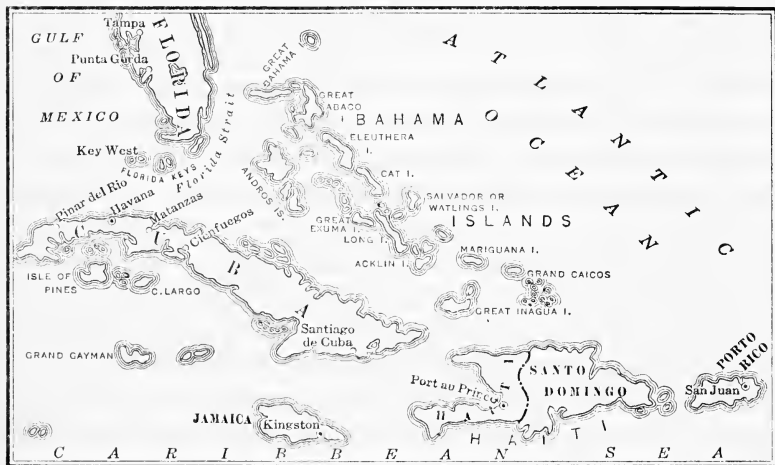 GULF
OF
MEXICO
Tampa
Punta Gorda
FLORIDA
Key West
FLORIDA KEYS
Florida Strait
GREAT BAHAMA I.
GREAT
ABACO
I
BAHAMA
ISLANDS
ATLANTIC
OCEAN
ELEUTHERA
I.
CAT I.
ANDROS IS.
SALVADOR OR
WATLINGS I.
GREAT
EXUMA I.
LONG I.
ACKLIN I.
MARIGUANA I.
GRAND CAICOS
GREAT INAGUA I.
Pinar del Rio
Havana
Matanzas
Cienfuegos
CUBA
ISLE OF
PINES
C. LARGO
Santiago
de Cuba
GRAND CAYMAN
JAMAICA
Kingston
Port au Prince
HAYTI
SANTO
DOMINGO
HAITI
PORTO
RICO
San Juan
CARIBBEAN SEA